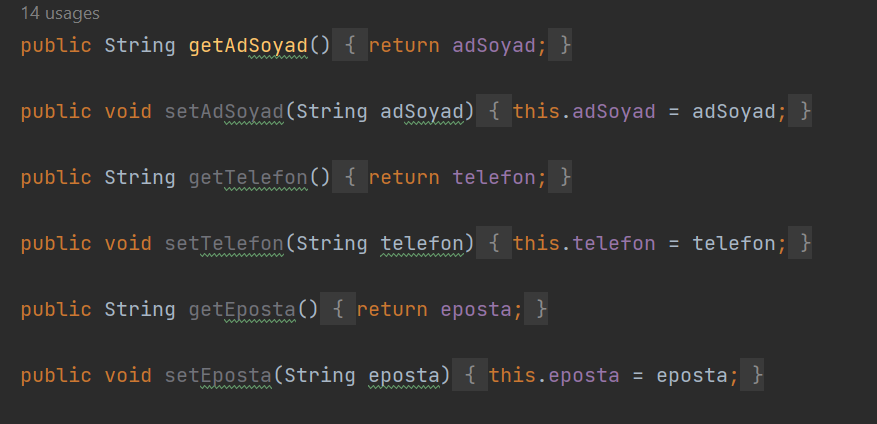 14 usages
public String getAdSoyad() { return adSoyad; }
public void setAdSoyad(String adSoyad) { this.adSoyad = adSoyad; }
public String getTelefon() { return telefon; }
public void setTelefon(String telefon) { this.telefon = telefon; }
public String getEposta() { return eposta; }
public void setEposta(String eposta) { this.eposta = eposta; }